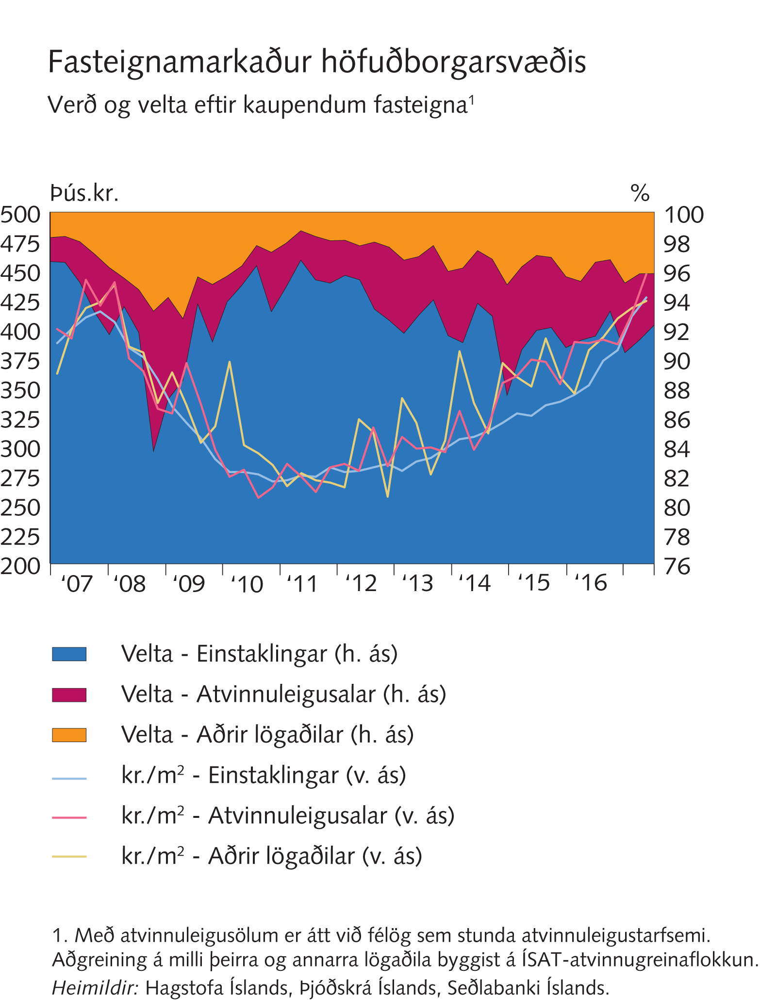 Fasteignamarkaður höfuðborgarsvæðis
Verð og velta eftir kaupendum fasteigna¹
Þús.kr.
%
500
475
450
425
400
375
350
325
300
275
250
225
200
100
98
96
94
92
90
88
86
84
82
80
78
76
‘07 ‘08 ‘09 ‘10 ‘11 ‘12 ‘13 ‘14 ‘15 ‘16
Velta - Einstaklingar (h. ás)
Velta - Atvinnuleigusalar (h. ás)
Velta - Aðrir lögaðilar (h. ás)
kr./m² - Einstaklingar (v. ás)
kr./m² - Atvinnuleigusalar (v. ás)
kr./m² - Aðrir lögaðilar (v. ás)
1. Með atvinnuleigusölum er átt við félög sem stunda atvinnuleigustarfsemi.
Aðgreining á milli þeirra og annarra lögaðila byggist á ÍSAT-atvinnugreinaflokkun.
Heimildir: Hagstofa Íslands, Þjóðskrá Íslands, Seðlabanki Íslands.